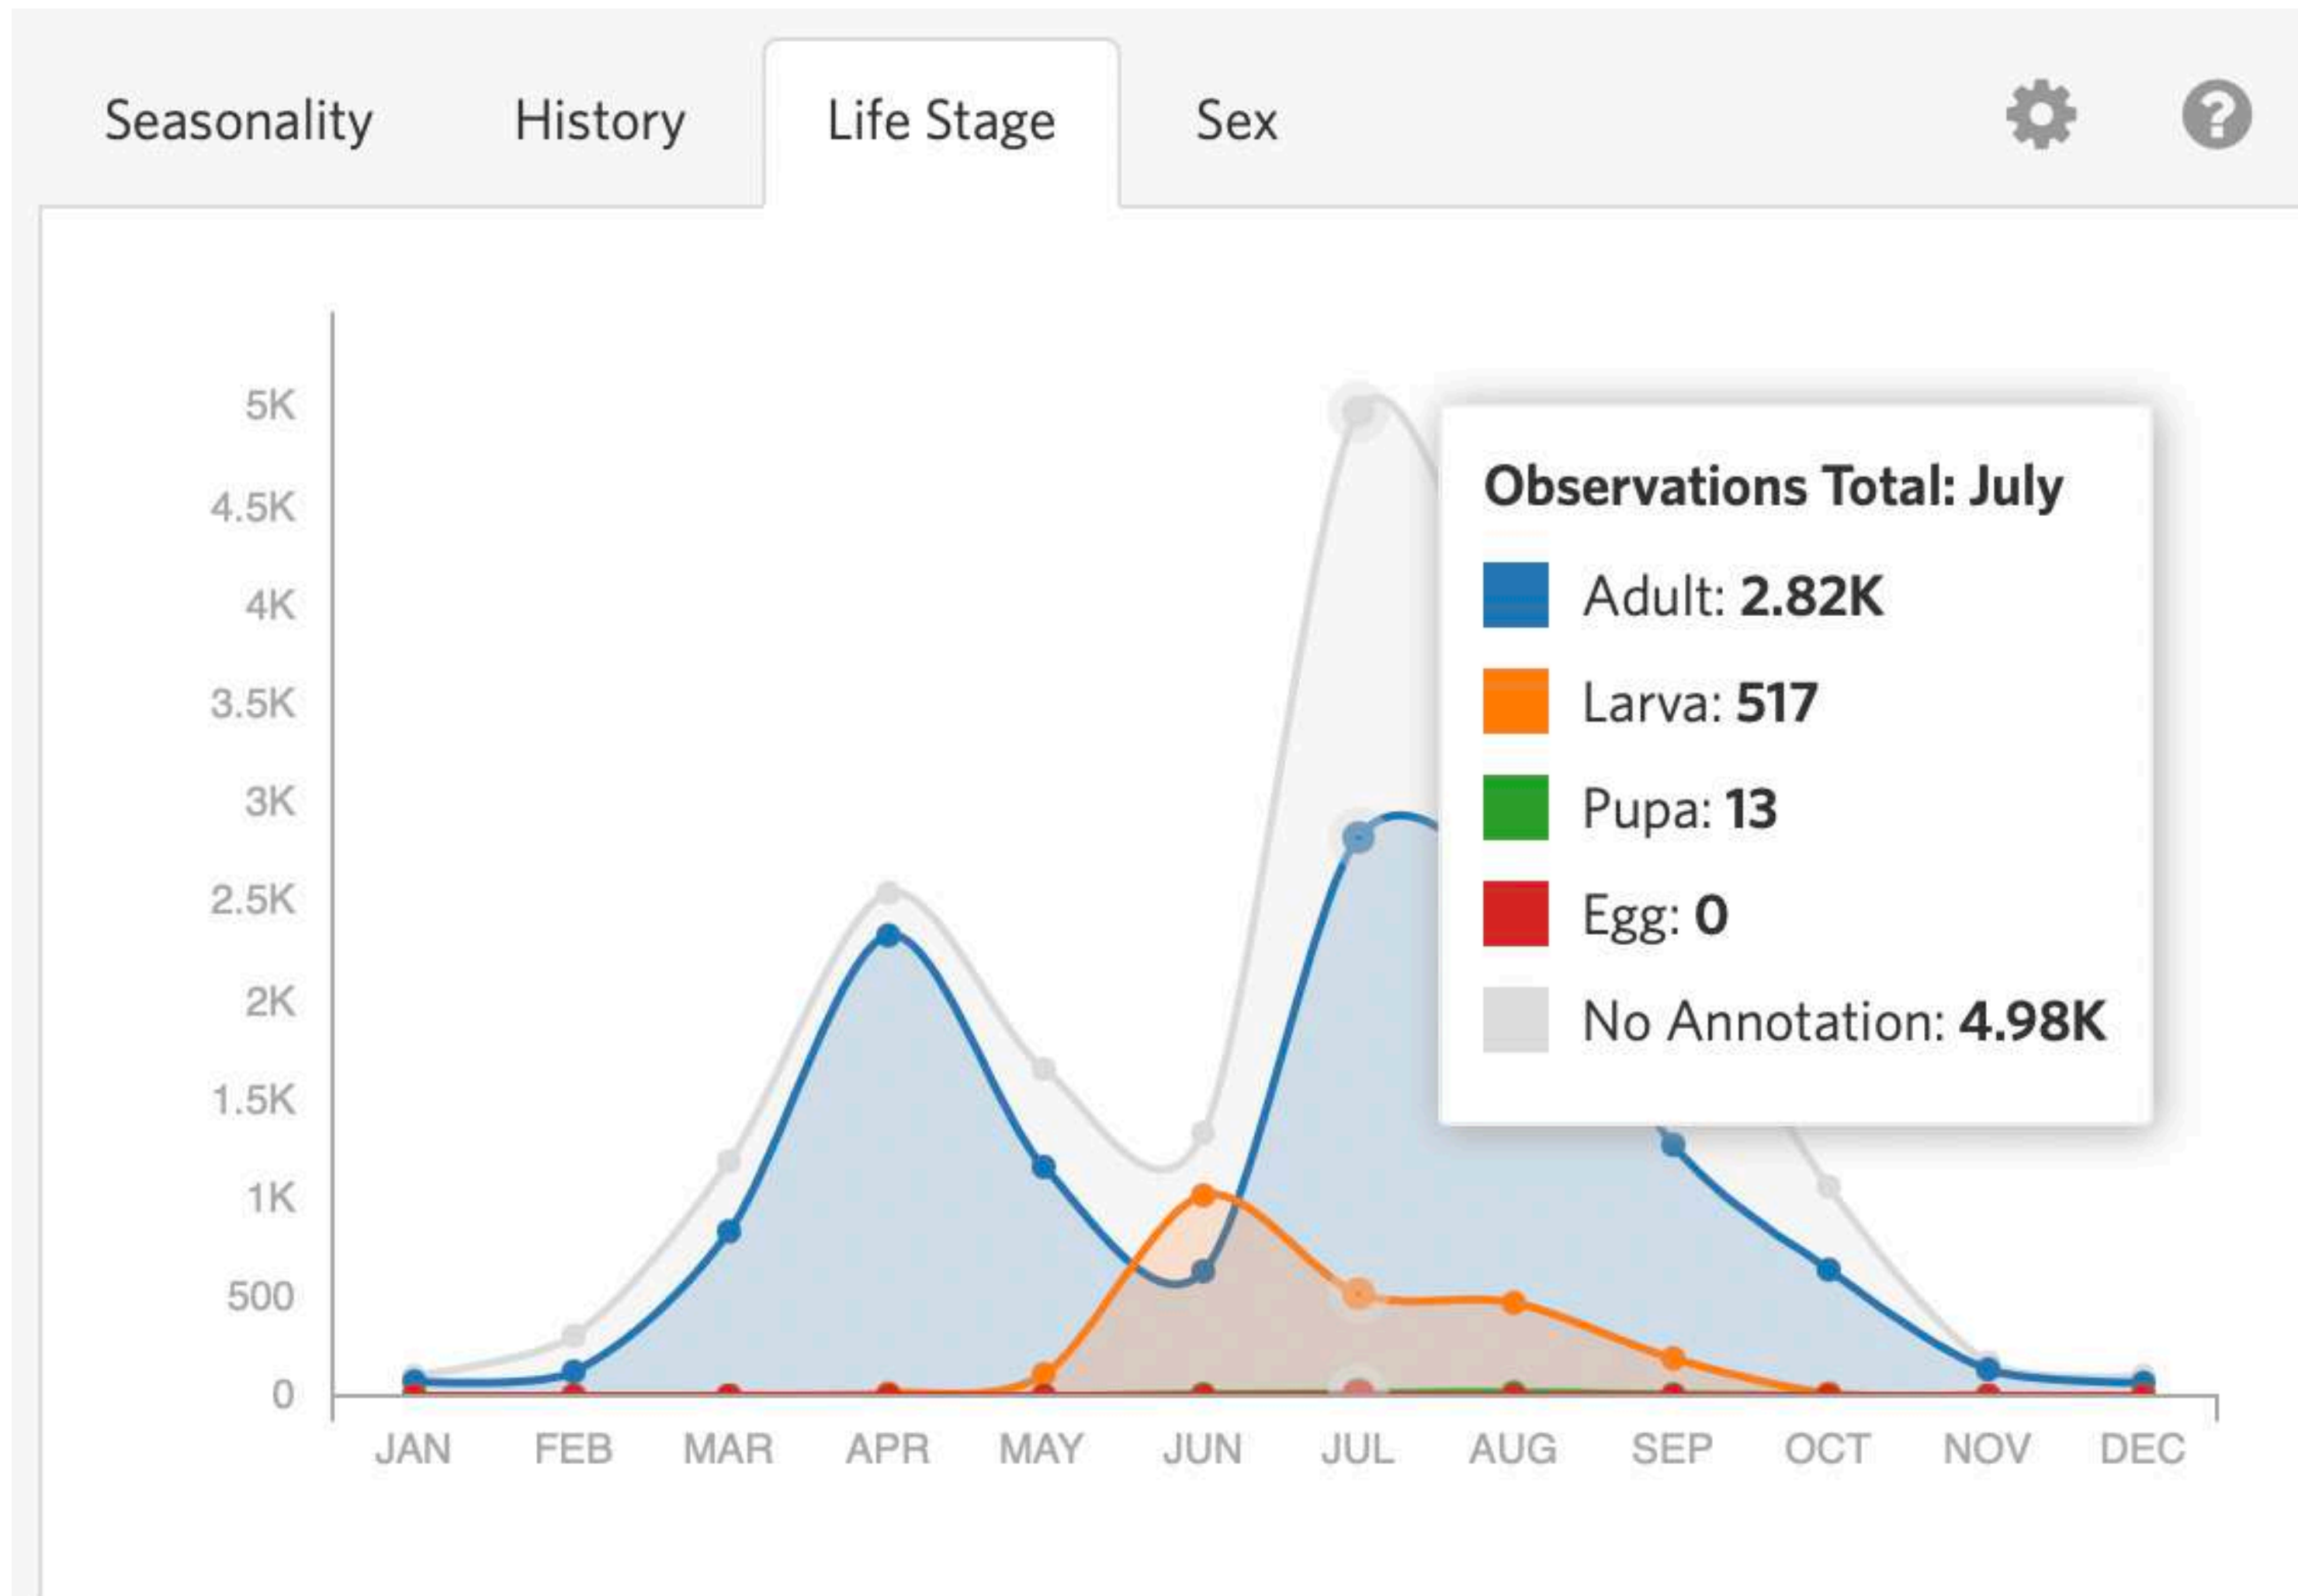 Seasonality History Life Stage Sex
?
5K
4.5K
4K
3.5K
3K
2.5K
2K
1.5K
1K
500
0
Observations Total: July
Adult: 2.82K
Larva: 517
Pupa: 13
Egg: 0
No Annotation: 4.98K
JAN FEB MAR APR MAY JUN JUL AUG SEP OCT NOV DEC